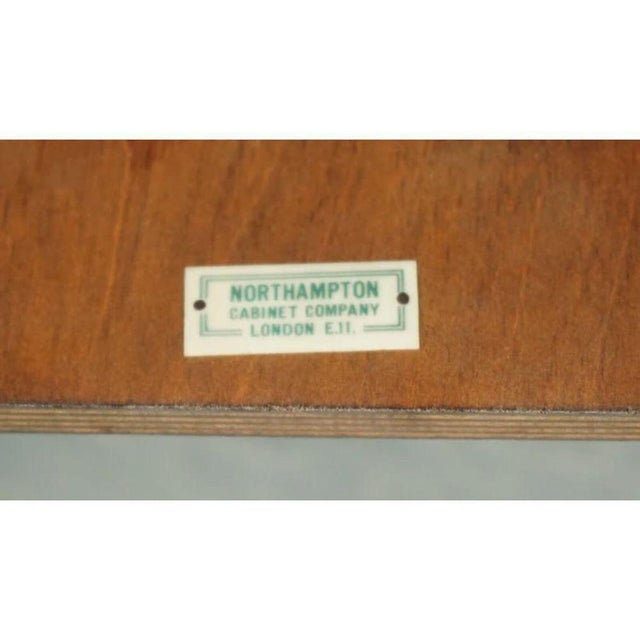 NORTHAMPTON
CABINET COMPANY
LONDON E.11.